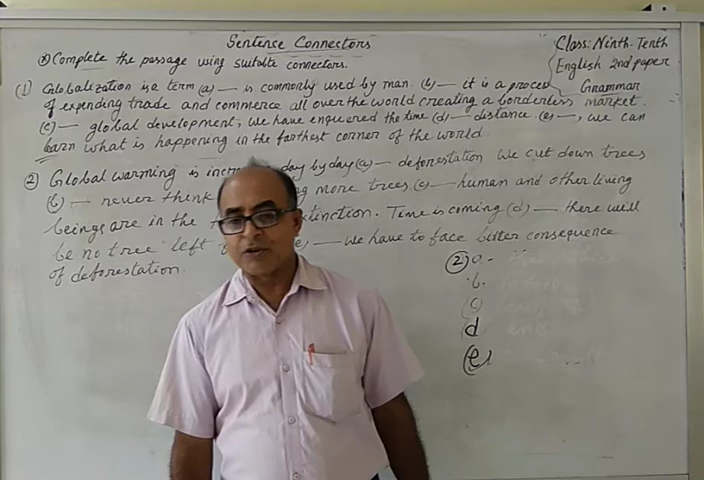 Sentence Connectors
Class: Ninth-Tenth
English 2nd paper
Grammar
Complete the passage using suitable connectors.
(1) Globalization is a term (a) — is commonly used by man. (b) — it is a proces
of expending trade and commerce all over the world creating a borderless market.
(c) — global development, we have enquered the time (d) — distance. (e) —, we can
learn what is happening in the farthest corner of the world.
(2) Global warming is day by day (a) — deforestation we cut down trees
(b) — never think more trees (c) — human and other living
beings are in the Time is coming (d) — there will
be no tree left — we have to face bitter consequence
of deforestation.
(2) a.
b.
(c)
d
(e)